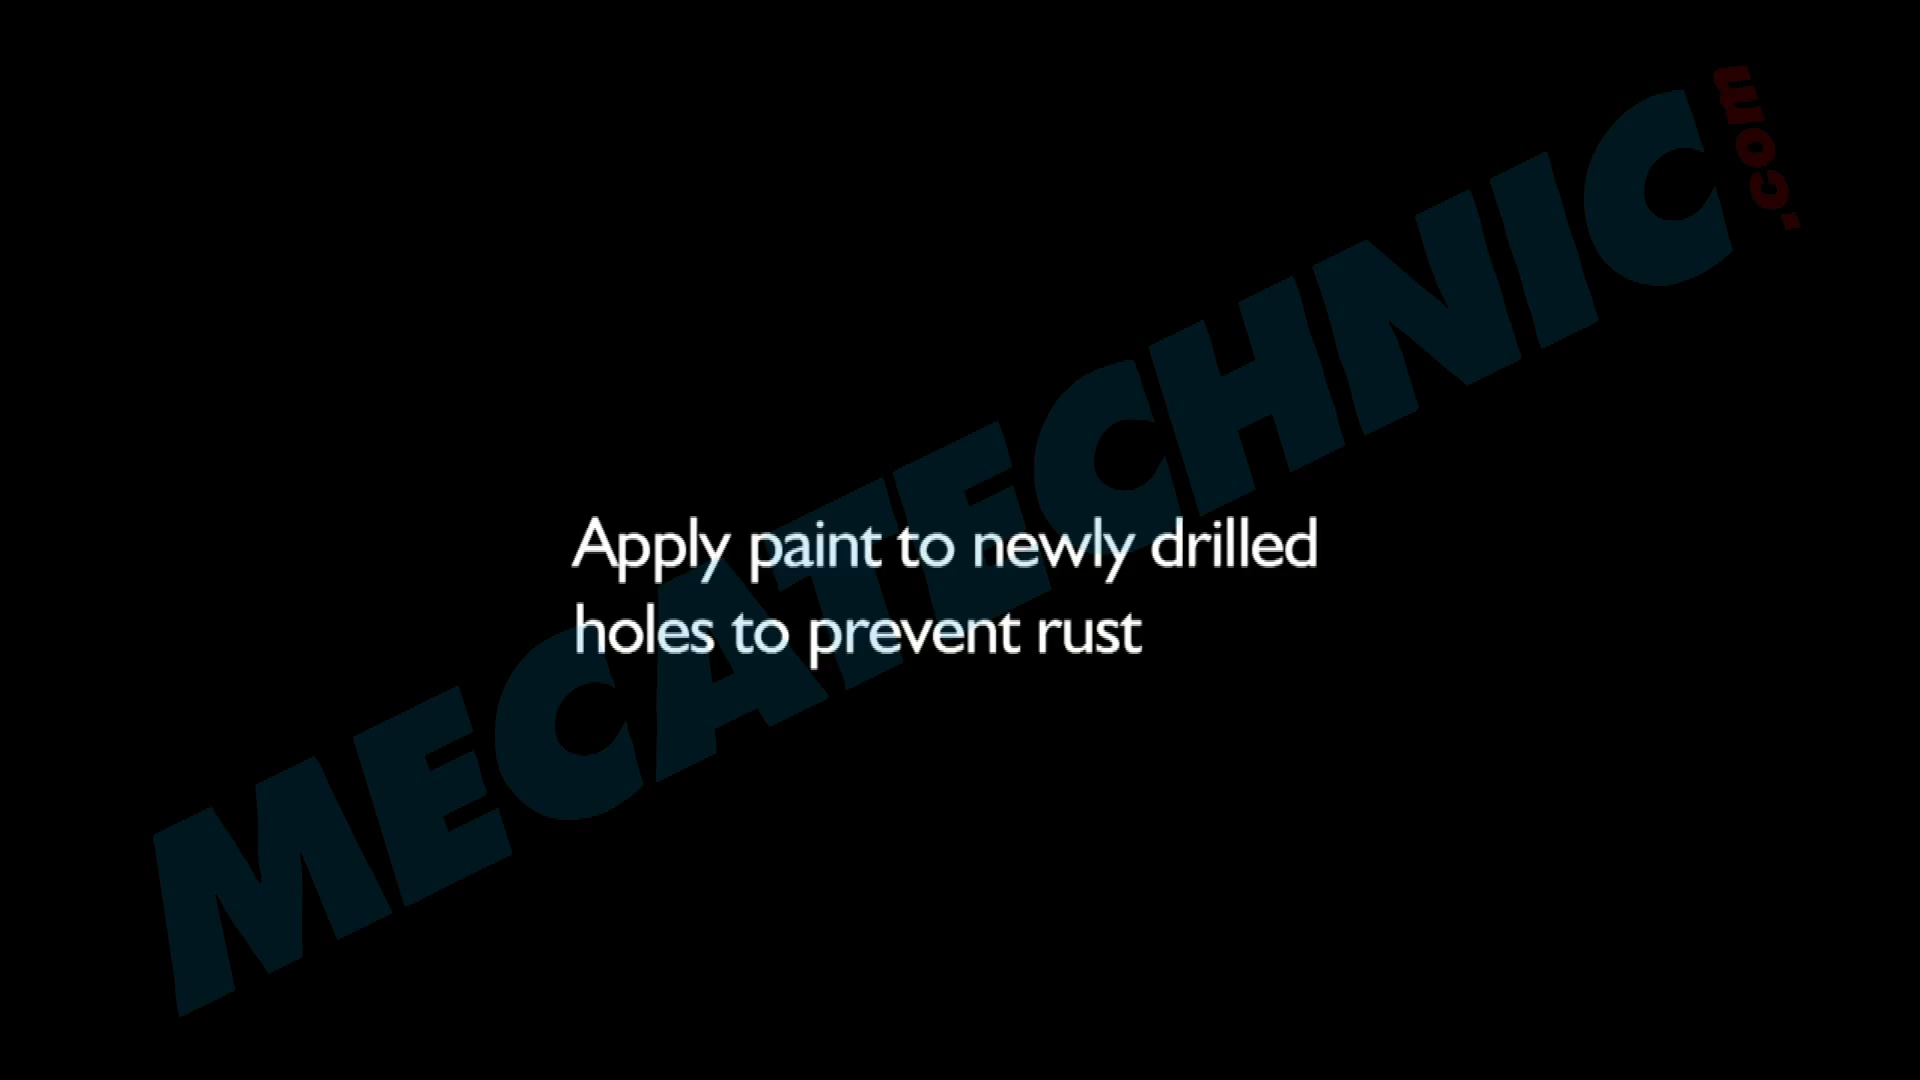 MECATECHNIC.com
Apply paint to newly drilled
holes to prevent rust